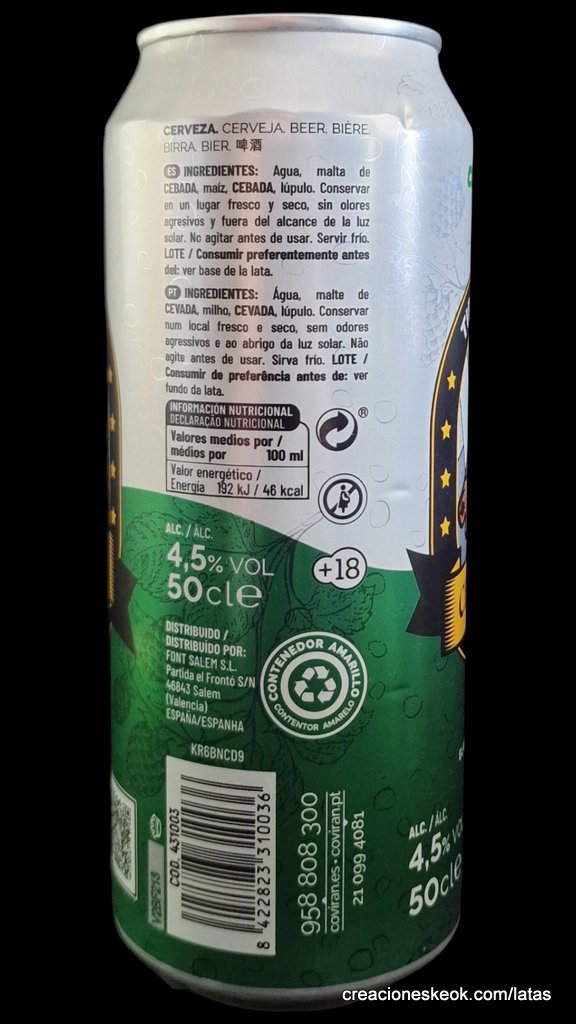 CERVEZA. CERVEJA. BEER. BIÈRE.
BIRRA. BIER. 啤酒
ES INGREDIENTES: Agua, malta de
CEBADA, maíz, CEBADA, lúpulo. Conservar
en un lugar fresco y seco, sin olores
agresivos y fuera del alcance de la luz
solar. No agitar antes de usar. Servir frío.
LOTE / Consumir preferentemente antes
del: ver base de la lata.
PT INGREDIENTES: Água, malte de
CEVADA, milho, CEVADA, lúpulo. Conservar
num local fresco e seco, sem odores
agressivos e ao abrigo da luz solar. Não
agite antes de usar. Sirva frio. LOTE /
Consumir de preferência antes de: ver
fundo da lata.
INFORMACIÓN NUTRICIONAL
DECLARAÇÃO NUTRICIONAL
Valores medios por /
médios por 100 ml
Valor energético /
Energia 192 kJ / 46 kcal
®
+18
ALC. / ÁLC.
4,5% VOL
50cl e
DISTRIBUIDO /
DISTRIBUÍDO POR:
FONT SALEM S.L.
Partida el Frontó S/N
46843 Salem
(Valencia)
ESPAÑA/ESPANHA
CONTENEDOR AMARILLO
CONTENTOR AMARELO
KR6BNCD9
COD. 431003
8 422823 310036
958 808 300
coviran.es • coviran.pt
21 099 4081
ALC. / ÁLC.
4,5% VO
50cl
creacioneskeok.com/latas